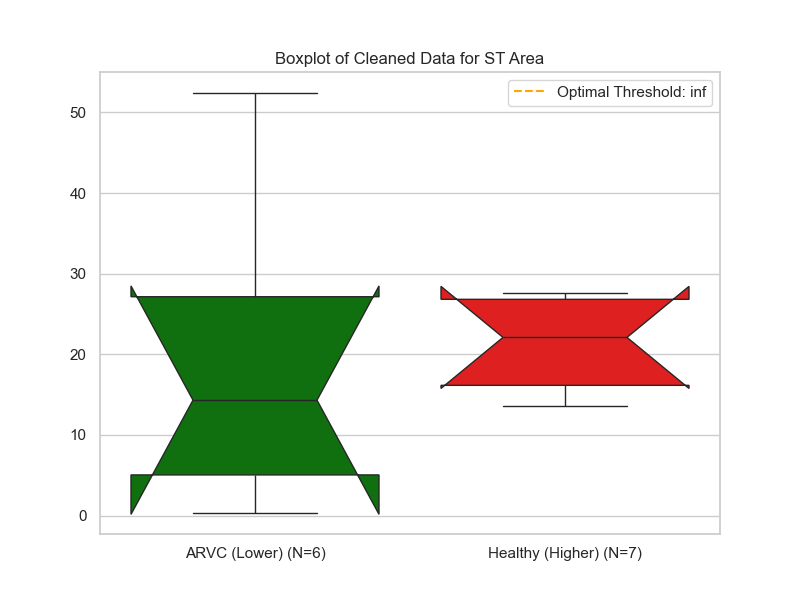 Boxplot of Cleaned Data for ST Area
Optimal Threshold: inf
50
40
30
20
10
0
ARVC (Lower) (N=6)
Healthy (Higher) (N=7)